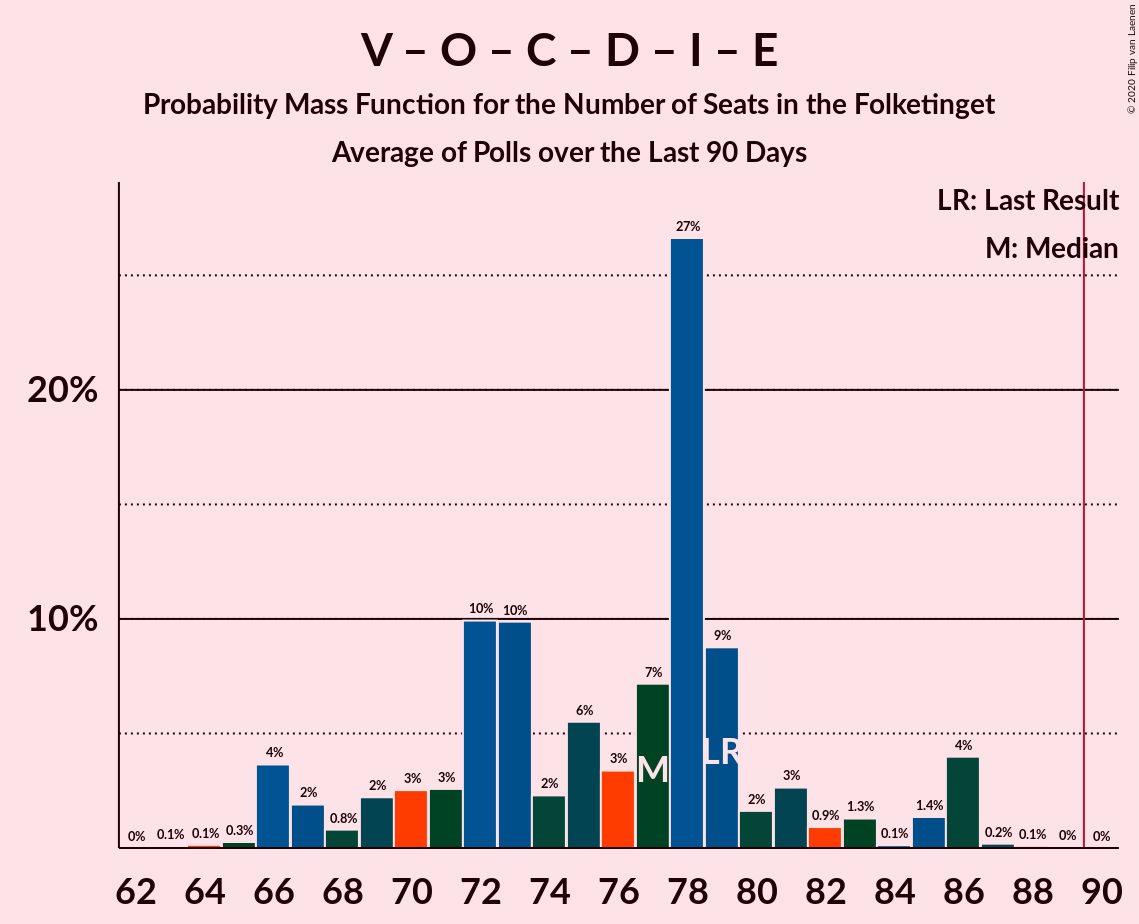 V – O – C – D – I – E
Probability Mass Function for the Number of Seats in the Folketinget
Average of Polls over the Last 90 Days
© 2020 Filip van Laenen
LR: Last Result
M: Median
27%
20%
10%
10% 10%
9%
7%
6%
LR
M
4% 2% 0.8% 2% 3% 3% 2% 3% 2% 3% 0.9% 1.3% 0.1% 1.4% 4%
0% 0.1% 0.1% 0.3% 0.2% 0.1% 0% 0%
62 64 66 68 70 72 74 76 78 80 82 84 86 88 90